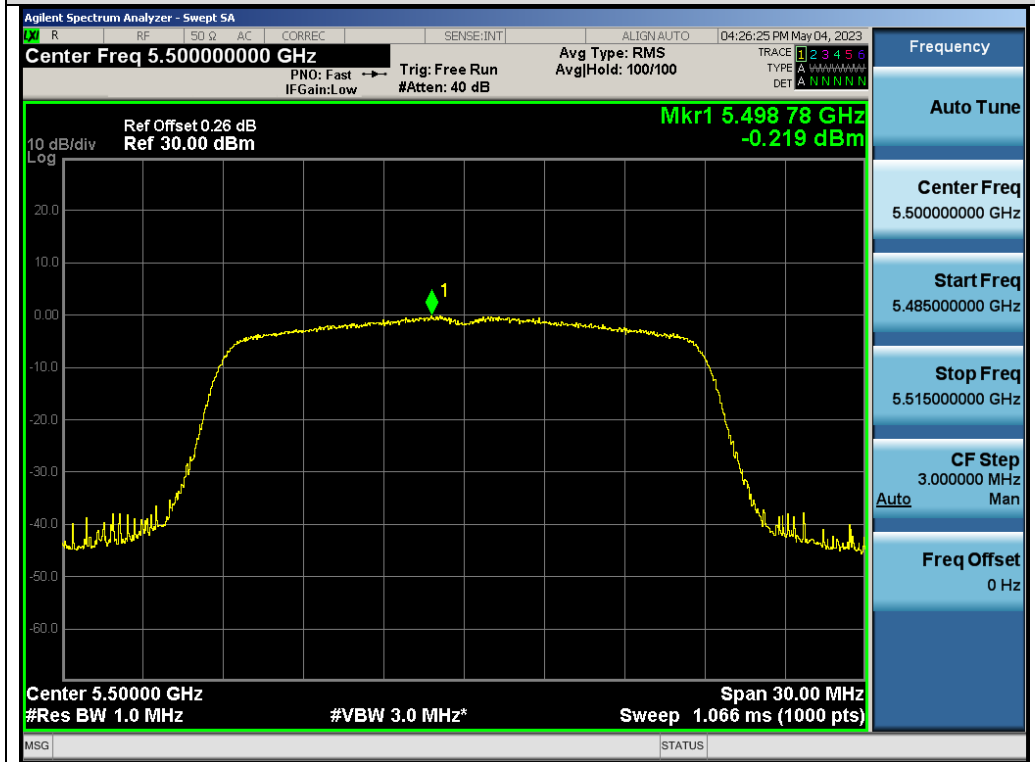 Agilent Spectrum Analyzer - Swept SA
LXI R RF 50 Ω AC CORREC SENSE:INT ALIGN AUTO 04:26:25 PM May 04, 2023
Center Freq 5.500000000 GHz
PNO: Fast
IFGain:Low
Trig: Free Run
#Atten: 40 dB
Avg Type: RMS
Avg|Hold: 100/100
TRACE 1 2 3 4 5 6
TYPE A WWWWW
DET A N N N N N
Mkr1 5.498 78 GHz
-0.219 dBm
Ref Offset 0.26 dB
10 dB/div Ref 30.00 dBm
Log
20.0
10.0
0.00
-10.0
-20.0
-30.0
-40.0
-50.0
-60.0
1
Center 5.50000 GHz Span 30.00 MHz
#Res BW 1.0 MHz #VBW 3.0 MHz* Sweep 1.066 ms (1000 pts)
MSG STATUS
Frequency
Auto Tune
Center Freq
5.500000000 GHz
Start Freq
5.485000000 GHz
Stop Freq
5.515000000 GHz
CF Step
3.000000 MHz
Auto Man
Freq Offset
0 Hz